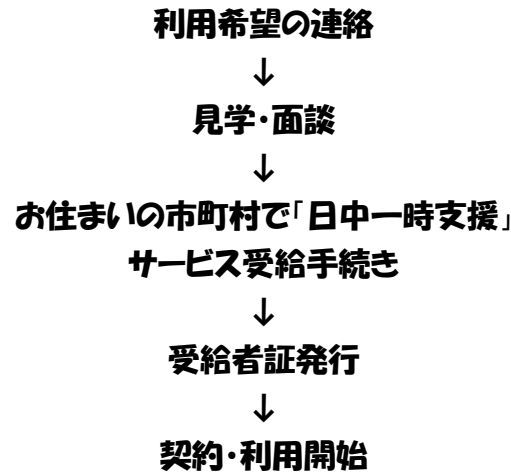 利用希望の連絡
↓
見学・面談
↓
お住まいの市町村で「日中一時支援」
サービス受給手続き
↓
受給者証発行
↓
契約・利用開始